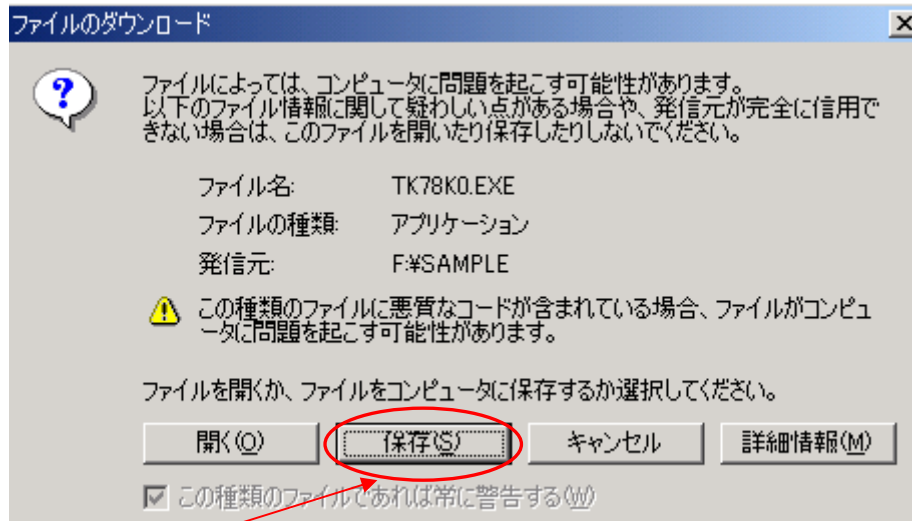 ファイルのダウンロード
ファイルによっては、コンピュータに問題を起こす可能性があります。
以下のファイル情報に関して疑わしい点がある場合や、発信元が完全に信用で
きない場合は、このファイルを開いたり保存したりしないでください。
ファイル名: TK78K0.EXE
ファイルの種類: アプリケーション
発信元: F:¥SAMPLE
この種類のファイルに悪質なコードが含まれている場合、ファイルがコンピュ
ータに問題を起こす可能性があります。
ファイルを開くか、ファイルをコンピュータに保存するか選択してください。
開く(O) 保存(S) キャンセル 詳細情報(M)
この種類のファイルであれば常に警告する(W)